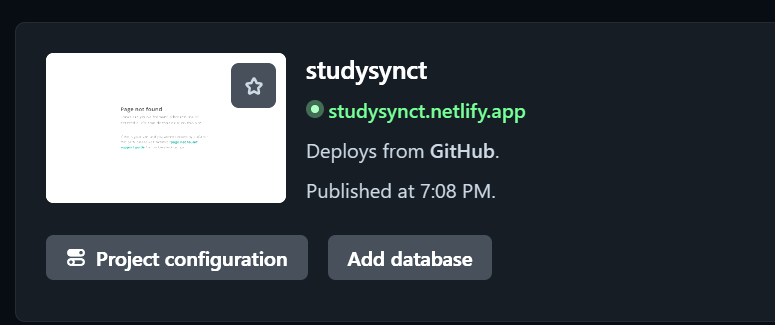 Page not found
studysynct
studysynct.netlify.app
Deploys from GitHub.
Published at 7:08 PM.
Project configuration
Add database